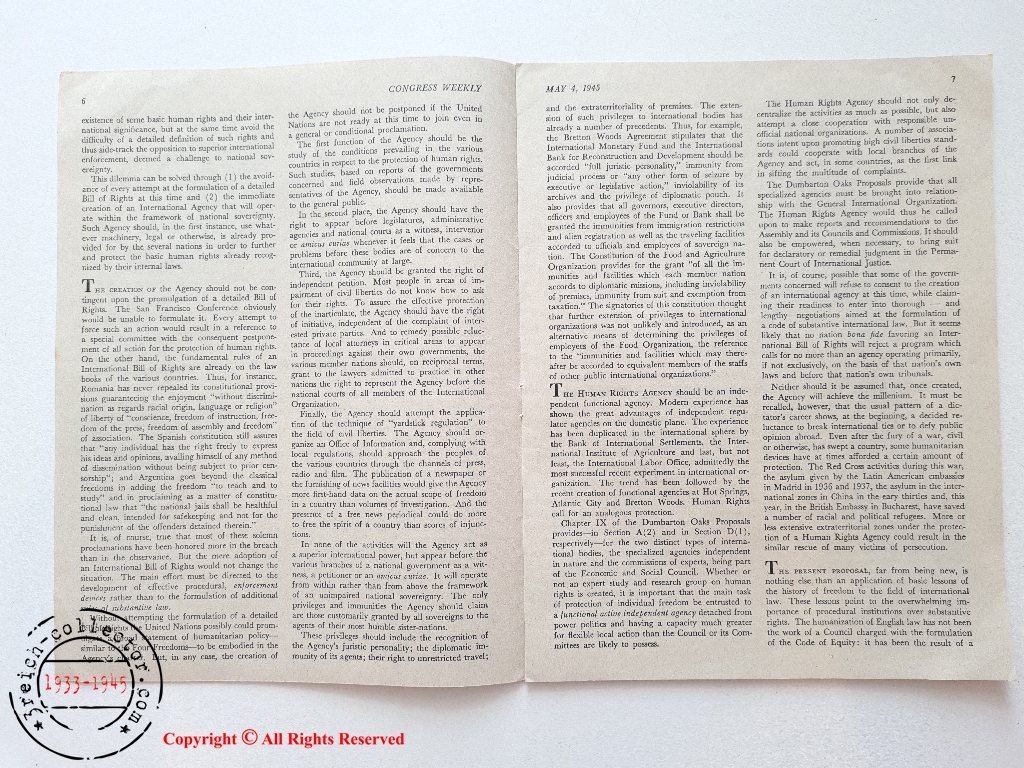 6
CONGRESS WEEKLY
existence of some basic human rights and their inter-
national significance, but at the same time avoid the
difficulty of a detailed definition of such rights and
thus side-track the opposition to superior international
enforcement, deemed a challenge to national sov-
ereignty.
This dilemma can be solved through (1) the avoid-
ance of every attempt at the formulation of a detailed
Bill of Rights at this time and (2) the immediate
creation of an International Agency that will oper-
ate within the framework of national sovereignty.
Such Agency should, in the first instance, use what-
ever machinery, legal or otherwise, is already pro-
vided for by the several nations in order to further
and protect the basic human rights already recog-
nized by their internal laws.
THE CREATION of the Agency should not be con-
tingent upon the promulgation of a detailed Bill of
Rights. The San Francisco Conference obviously
would be unable to formulate it. Every attempt to
force such an action would result in a reference to
a special committee with the consequent postpone-
ment of all action for the protection of human rights.
On the other hand, the fundamental rules of an
International Bill of Rights are already on the law
books of the various countries. Thus, for instance,
Romania has never repealed its constitutional provi-
sions guaranteeing the enjoyment "without discrimi-
nation as regards racial origin, language or religion"
of liberty of "conscience, freedom of instruction, free-
dom of the press, freedom of assembly and freedom"
of association. The Spanish constitution still assures
that "any individual has the right freely to express
his ideas and opinions, availing himself of any method
of dissemination without being subject to prior cen-
sorship"; and Argentina goes beyond the classical
freedoms in adding the freedom "to teach and to
study" and in proclaiming as a matter of constitu-
tional law that "the national jails shall be healthful
and clean, intended for safekeeping and not for the
punishment of the offenders detained therein."
It is, of course, true that most of these solemn
proclamations have been honored more in the breach
than in the observance. But the mere adoption of
an International Bill of Rights would not change the
situation. The main effort must be directed to the
development of effective procedural, enforcement
devices rather than to the formulation of additional
rules of substantive law.
Without attempting the formulation of a detailed
Bill of Rights the United Nations possibly could prom-
statement of humanitarian policy—
similar to the Four Freedoms—to be embodied in the
Agency's But, in any case, the creation of
the Agency should not be postponed if the United
Nations are not ready at this time to join even in
a general or conditional proclamation.
The first function of the Agency should be the
study of the conditions prevailing in the various
countries in respect to the protection of human rights.
Such studies, based on reports of the governments
concerned and field observations made by repre-
sentatives of the Agency, should be made available
to the general public.
In the second place, the Agency should have the
right to appear before legislatures, administrative
agencies and national courts as a witness, intervenor
or amicus curiae whenever it feels that the cases or
problems before these bodies are of concern to the
international community at large.
Third, the Agency should be granted the right of
independent petition. Most people in areas of im-
pairment of civil liberties do not know how to ask
for their rights. To assure the effective protection
of the inarticulate, the Agency should have the right
of initiative, independent of the complaint of inter-
ested private parties. And to remedy possible reluc-
tance of local attorneys in critical areas to appear
in proceedings against their own governments, the
various member nations should, on reciprocal terms,
grant to the lawyers admitted to practice in other
nations the right to represent the Agency before the
national courts of all members of the International
Organization.
Finally, the Agency should attempt the applica-
tion of the technique of "yardstick regulation" to
the field of civil liberties. The Agency should or-
ganize an Office of Information and, complying with
local regulations, should approach the peoples of
the various countries through the channels of press,
radio and film. The publication of a newspaper or
the furnishing of news facilities would give the Agency
more first-hand data on the actual scope of freedom
in a country than volumes of investigation. And the
presence of a free news periodical could do more
to free the spirit of a country than scores of injunc-
tions.
In none of the activities will the Agency act as
a superior international power, but appear before the
various branches of a national government as a wit-
ness, a petitioner or an amicus curiae. It will operate
from within rather than from above the framework
of an unimpaired national sovereignty. The only
privileges and immunities the Agency should claim
are those customarily granted by all sovereigns to the
agents of their most humble sister-nations.
These privileges should include the recognition of
the Agency's juristic personality; the diplomatic im-
munity of its agents; their right to unrestricted travel;
MAY 4, 1945
7
and the extraterritoriality of premises. The exten-
sion of such privileges to international bodies has
already a number of precedents. Thus, for example,
the Bretton Woods Agreement stipulates that the
International Monetary Fund and the International
Bank for Reconstruction and Development should be
accorded "full juristic personality," immunity from
judicial process or "any other form of seizure by
executive or legislative action," inviolability of its
archives and the privilege of diplomatic pouch. It
also provides that all governors, executive directors,
officers and employees of the Fund or Bank shall be
granted the immunities from immigration restrictions
and alien registration as well as the traveling facilities
accorded to officials and employees of sovereign na-
tions. The Constitution of the Food and Agriculture
Organization provides for the grant "of all the im-
munities and facilities which each member nation
accords to diplomatic missions, including inviolability
of premises, immunity from suit and exemption from
taxation." The signatories of this constitution thought
that further extension of privileges to international
organizations was not unlikely and introduced, as an
alternative means of determining the privileges of
employees of the Food Organization, the reference
to the "immunities and facilities which may there-
after be accorded to equivalent members of the staffs
of other public international organizations."
THE HUMAN RIGHTS AGENCY should be an inde-
pendent functional agency. Modern experience has
shown the great advantages of independent regu-
latory agencies on the domestic plane. The experience
has been duplicated in the international sphere by
the Bank of International Settlements, the Inter-
national Institute of Agriculture and last, but not
least, the International Labor Office, admittedly the
most successful recent experiment in international or-
ganization. The trend has been followed by the
recent creation of functional agencies at Hot Springs,
Atlantic City and Bretton Woods. Human Rights
call for an analogous protection.
Chapter IX of the Dumbarton Oaks Proposals
provides—in Section A(2) and in Section D(1),
respectively—for the two distinct types of interna-
tional bodies, the specialized agencies independent
in nature and the commissions of experts, being part
of the Economic and Social Council. Whether or
not an expert study and research group on human
rights is created, it is important that the main task
of protection of individual freedom be entrusted to
a functional active independent agency detached from
power politics and having a capacity much greater
for flexible local action than the Council or its Com-
mittees are likely to possess.
The Human Rights Agency should not only de-
centralize the activities as much as possible, but also
attempt a close cooperation with responsible un-
official national organizations. A number of associa-
tions intent upon promoting high civil liberties stand-
ards could cooperate with local branches of the
Agency and act, in some countries, as the first link
in sifting the multitude of complaints.
The Dumbarton Oaks Proposals provide that all
specialized agencies must be brought into relation-
ship with the General International Organization.
The Human Rights Agency would thus be called
upon to make reports and recommendations to the
Assembly and its Councils and Commissions. It should
also be empowered, when necessary, to bring suit
for declaratory or remedial judgment in the Perma-
nent Court of International Justice.
It is, of course, possible that some of the govern-
ments concerned will refuse to consent to the creation
of an international agency at this time, while claim-
ing their readiness to enter into thorough — and
lengthy — negotiations aimed at the formulation of
a code of substantive international law. But it seems
likely that no nation bona fide favoring an Inter-
national Bill of Rights will reject a program which
calls for no more than an agency operating primarily,
if not exclusively, on the basis of that nation's own
laws and before that nation's own tribunals.
Neither should it be assumed that, once created,
the Agency will achieve the millenium. It must be
recalled, however, that the usual pattern of a dic-
tator's career shows, at the beginning, a decided re-
luctance to break international ties or to defy public
opinion abroad. Even after the fury of a war, civil
or otherwise, has swept a country, some humanitarian
devices have at times afforded a certain amount of
protection. The Red Cross activities during this war,
the asylum given by the Latin American embassies
in Madrid in 1936 and 1937, the asylum in the inter-
national zones in China in the eary thirties and, this
year, in the British Embassy in Bucharest, have saved
a number of racial and political refugees. More or
less extensive extraterritorial zones under the protec-
tion of a Human Rights Agency could result in the
similar rescue of many victims of persecution.
THE PRESENT PROPOSAL, far from being new, is
nothing else than an application of basic lessons of
the history of freedom to the field of international
law. These lessons point to the overwhelming im-
portance of procedural institutions over substantive
rights. The humanization of English law has not been
the work of a Council charged with the formulation
of the Code of Equity: it has been the result of a
3reich-collector.com
1933-1945
Copyright © All Rights Reserved